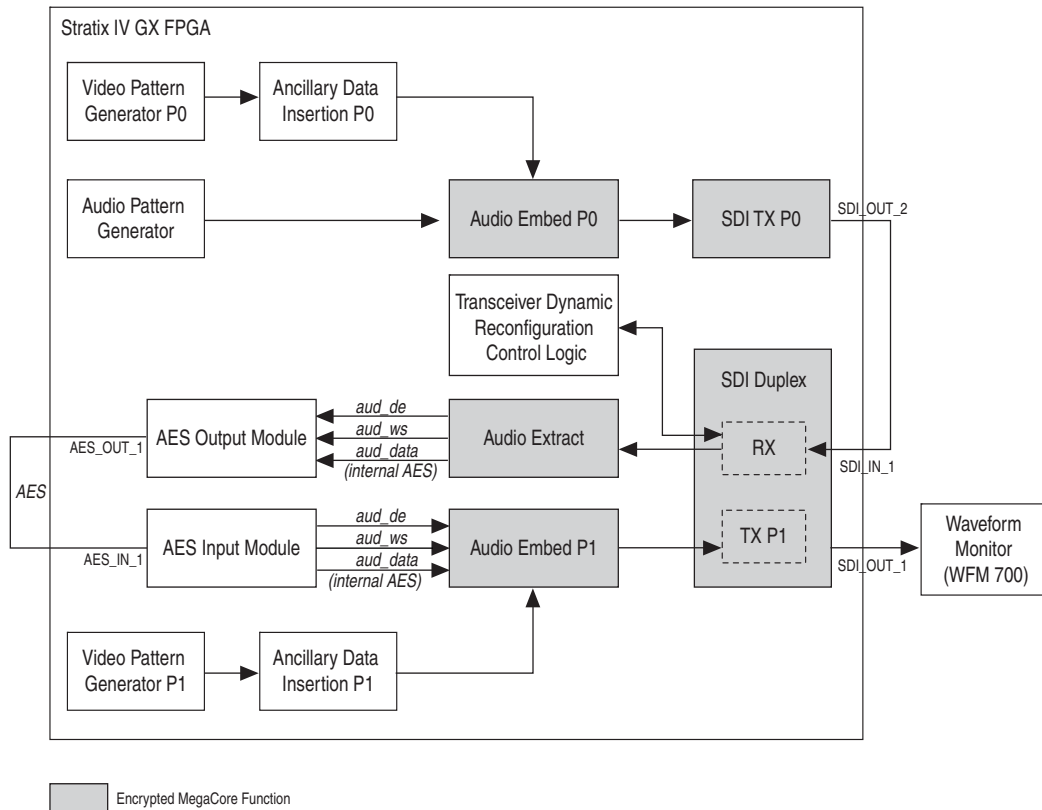 Stratix IV GX FPGA
Video Pattern
Generator P0
Ancillary Data
Insertion P0
Audio Pattern
Generator
Audio Embed P0
SDI TX P0
SDI_OUT_2
Transceiver Dynamic
Reconfiguration
Control Logic
SDI Duplex
RX
SDI_IN_1
AES_OUT_1
AES Output Module
aud_de
aud_ws
aud_data
(internal AES)
Audio Extract
AES
AES_IN_1
AES Input Module
aud_de
aud_ws
aud_data
(internal AES)
Audio Embed P1
TX P1
SDI_OUT_1
Waveform
Monitor
(WFM 700)
Video Pattern
Generator P1
Ancillary Data
Insertion P1
Encrypted MegaCore Function